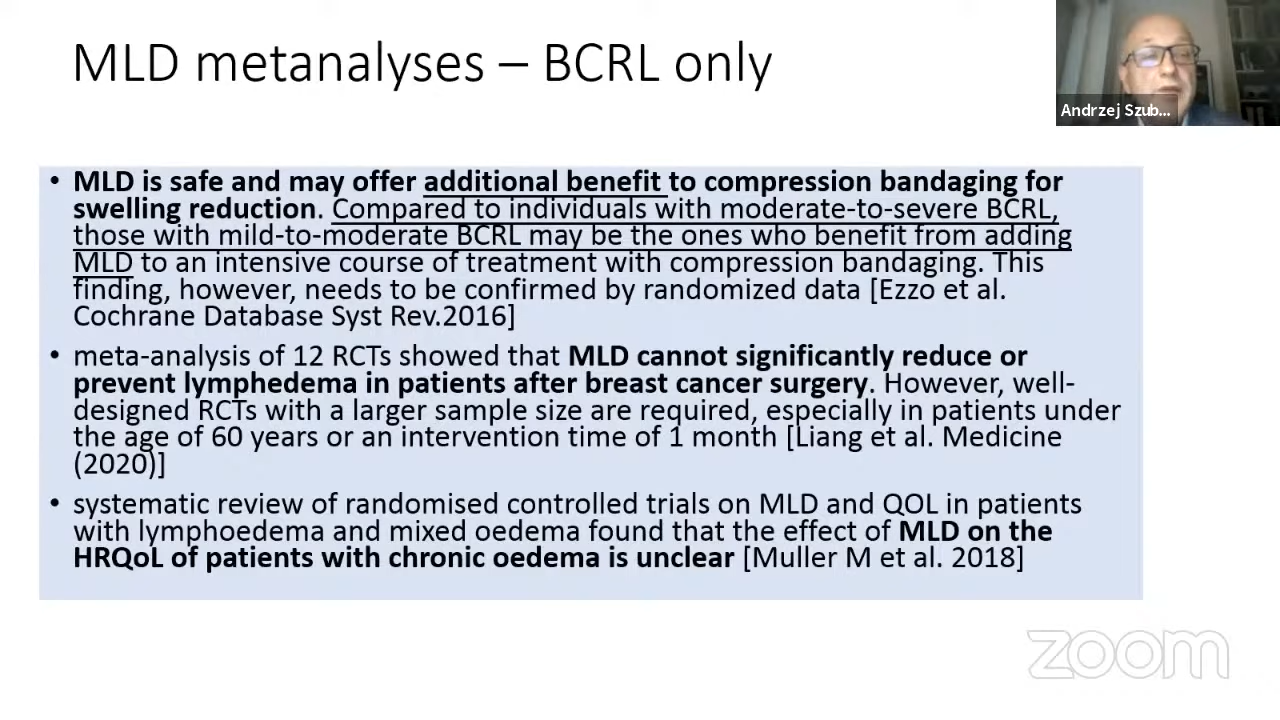 MLD metanalyses – BCRL only
Andrzej Szub...
• MLD is safe and may offer additional benefit to compression bandaging for
swelling reduction. Compared to individuals with moderate-to-severe BCRL,
those with mild-to-moderate BCRL may be the ones who benefit from adding
MLD to an intensive course of treatment with compression bandaging. This
finding, however, needs to be confirmed by randomized data [Ezzo et al.
Cochrane Database Syst Rev.2016]
• meta-analysis of 12 RCTs showed that MLD cannot significantly reduce or
prevent lymphedema in patients after breast cancer surgery. However, well-
designed RCTs with a larger sample size are required, especially in patients under
the age of 60 years or an intervention time of 1 month [Liang et al. Medicine
(2020)]
• systematic review of randomised controlled trials on MLD and QOL in patients
with lymphoedema and mixed oedema found that the effect of MLD on the
HRQoL of patients with chronic oedema is unclear [Muller M et al. 2018]
zoom